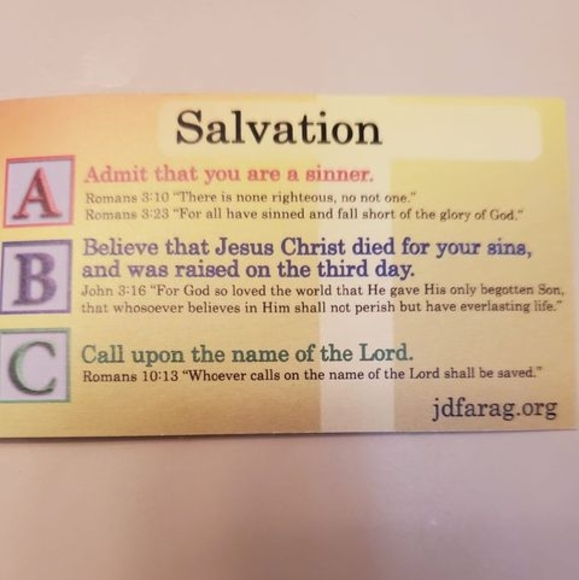 Salvation
A
Admit that you are a sinner.
Romans 3:10 "There is none righteous, no not one."
Romans 3:23 "For all have sinned and fall short of the glory of God."
B
Believe that Jesus Christ died for your sins,
and was raised on the third day.
John 3:16 "For God so loved the world that He gave His only begotten Son,
that whosoever believes in Him shall not perish but have everlasting life."
C
Call upon the name of the Lord.
Romans 10:13 "Whoever calls on the name of the Lord shall be saved."
jdfarag.org